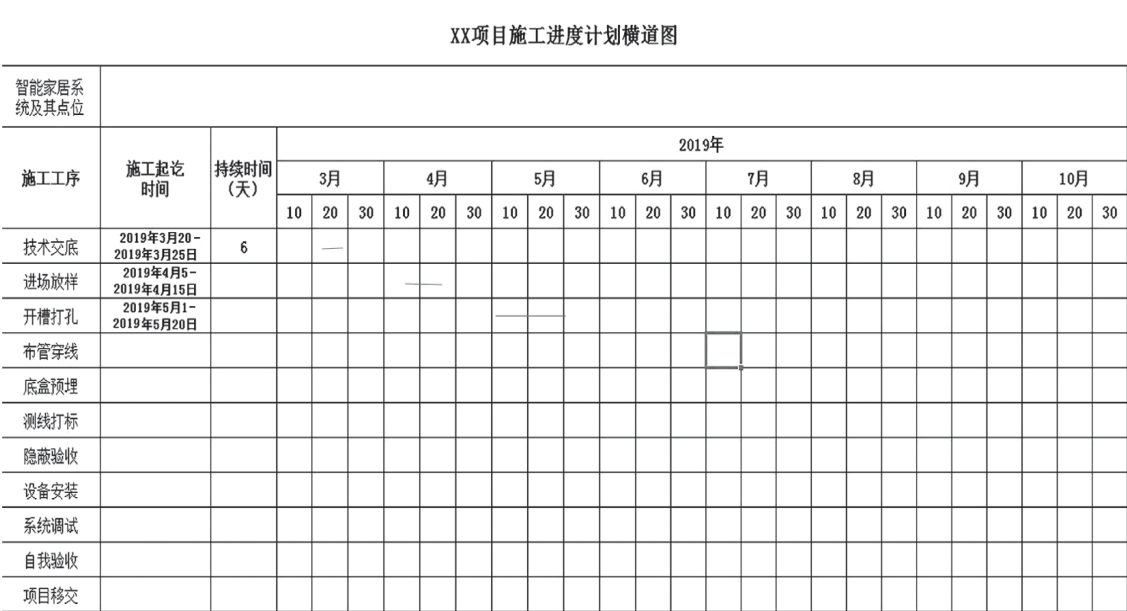 XX项目施工进度计划横道图
智能家居系
统及其点位
施工工序
施工起讫
时间
持续时间
（天）
2019年
3月 4月 5月 6月 7月 8月 9月 10月
10 20 30 10 20 30 10 20 30 10 20 30 10 20 30 10 20 30 10 20 30 10 20 30
技术交底
2019年3月20-
2019年3月25日
6
进场放样
2019年4月5-
2019年4月15日
开槽打孔
2019年5月1-
2019年5月20日
布管穿线
底盒预埋
测线打标
隐蔽验收
设备安装
系统调试
自我验收
项目移交